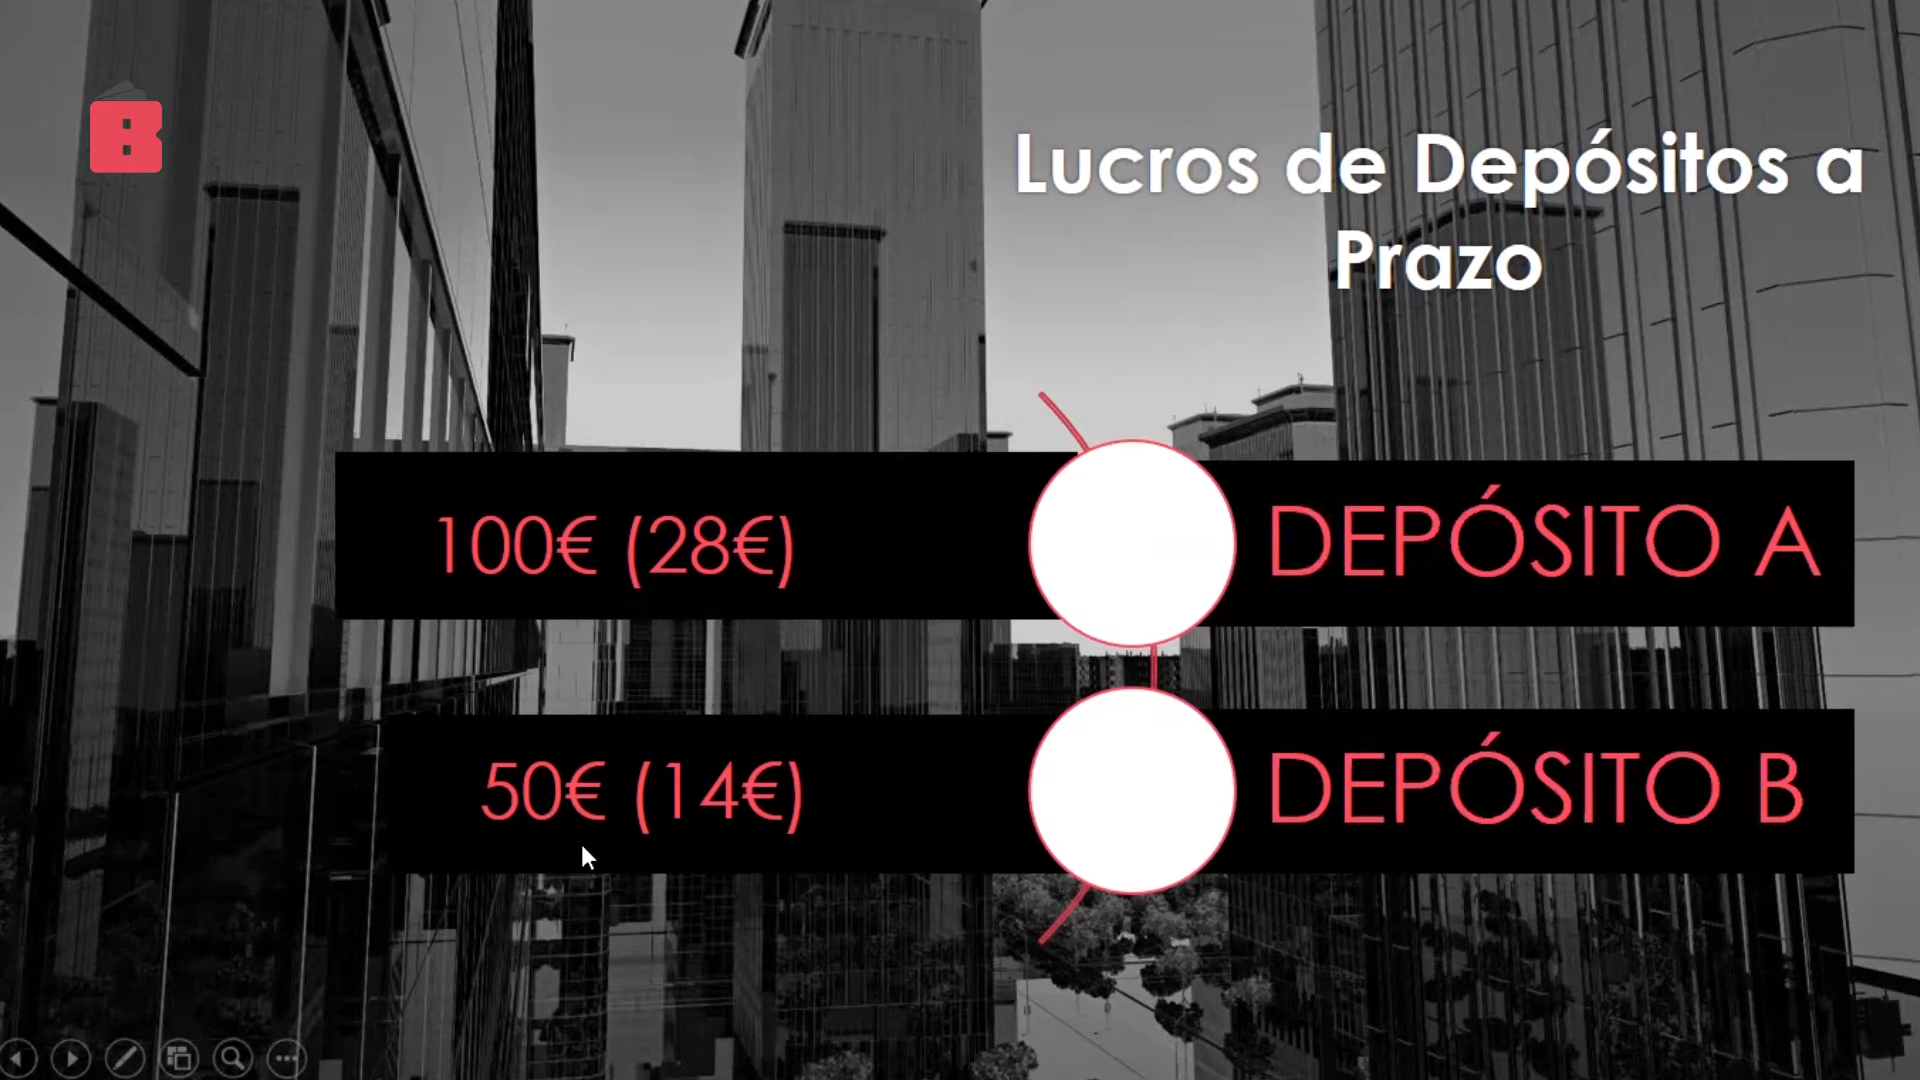 Lucros de Depósitos a
Prazo
100€ (28€)
DEPÓSITO A
50€ (14€)
DEPÓSITO B